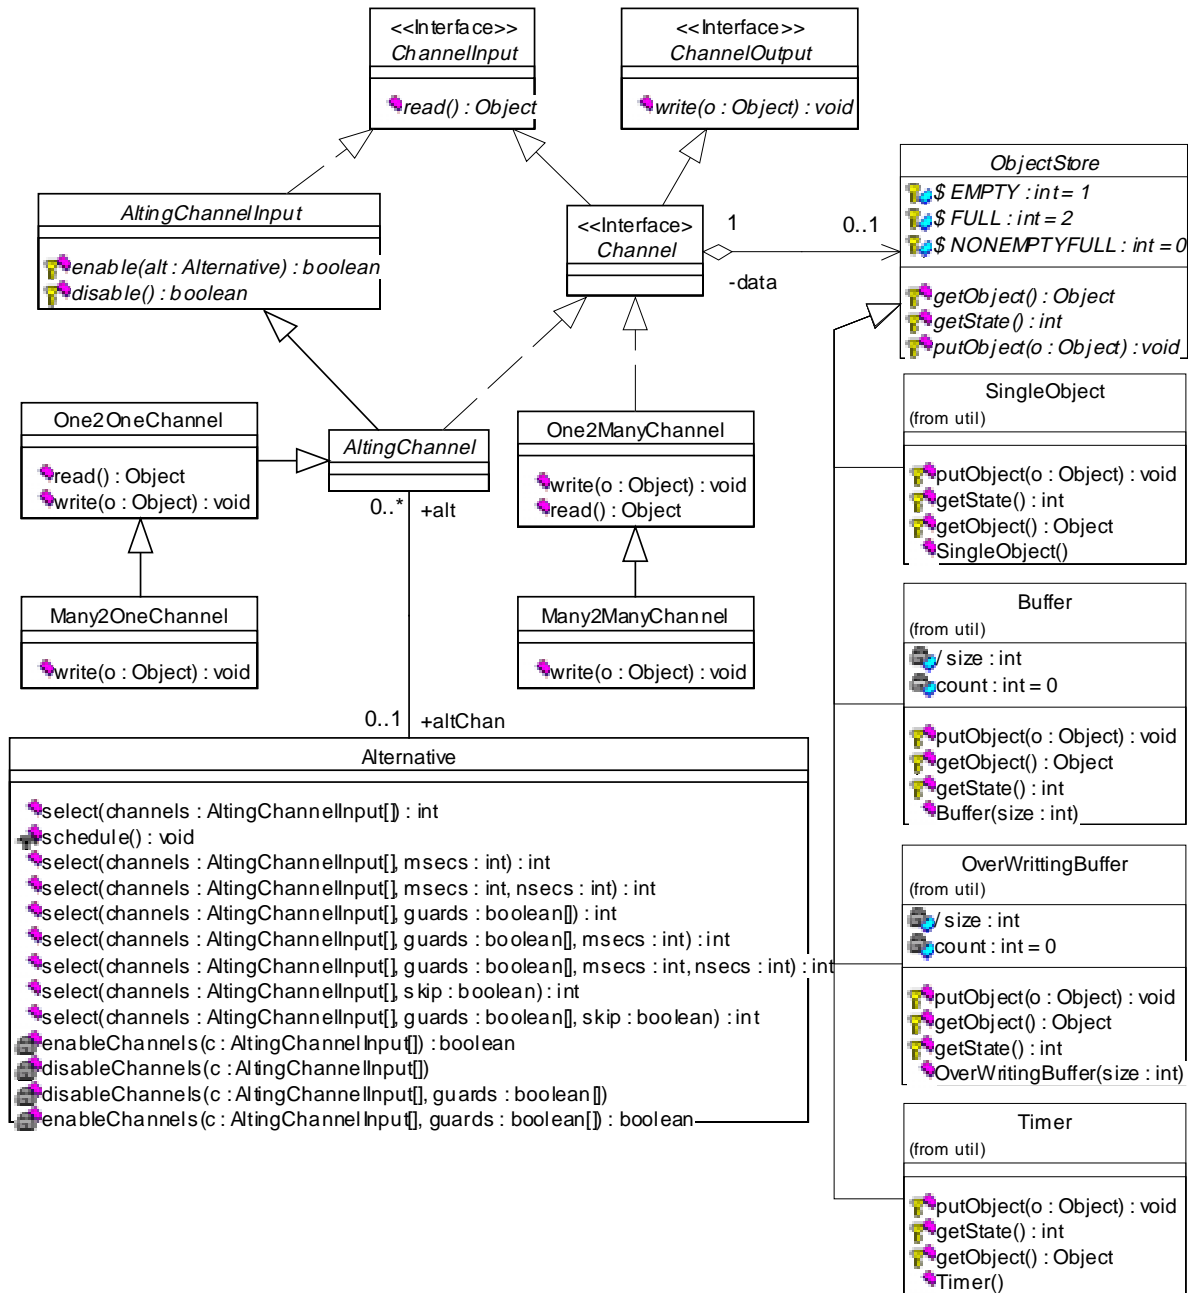 <<Interface>>
ChannelInput
read() : Object
<<Interface>>
ChannelOutput
write(o : Object) : void
ObjectStore
$ EMPTY : int = 1
$ FULL : int = 2
$ NONEMPTYFULL : int = 0
getObject() : Object
getState() : int
putObject(o : Object) : void
AltingChannelInput
enable(alt : Alternative) : boolean
disable() : boolean
<<Interface>
Channel
1
0..1
-data
SingleObject
(from util)
putObject(o : Object) : void
getState() : int
getObject() : Object
SingleObject()
One2OneChannel
read() : Object
write(o : Object) : void
AltingChannel
0..*
+alt
One2ManyChannel
write(o : Object) : void
read() : Object
Many2OneChannel
write(o : Object) : void
Many2ManyChannel
write(o : Object) : void
Buffer
(from util)
/ size : int
count : int = 0
putObject(o : Object) : void
getObject() : Object
getState() : int
Buffer(size : int)
0..1
+altChan
Alternative
select(channels : AltingChannelInput[]) : int
schedule() : void
select(channels : AltingChannelInput[], msecs : int) : int
select(channels : AltingChannelInput[], msecs : int, nsecs : int) : int
select(channels : AltingChannelInput[], guards : boolean[]) : int
select(channels : AltingChannelInput[], guards : boolean[], msecs : int) : int
select(channels : AltingChannelInput[], guards : boolean[], msecs : int, nsecs : int) : int
select(channels : AltingChannelInput[], skip : boolean) : int
select(channels : AltingChannelInput[], guards : boolean[], skip : boolean) : int
enableChannels(c : AltingChannelInput[]) : boolean
disableChannels(c : AltingChannelInput[])
disableChannels(c : AltingChannelInput[], guards : boolean[])
enableChannels(c : AltingChannelInput[], guards : boolean[]) : boolean
OverWrittingBuffer
(from util)
/ size : int
count : int = 0
putObject(o : Object) : void
getObject() : Object
getState() : int
OverWritingBuffer(size : int)
Timer
(from util)
putObject(o : Object) : void
getState() : int
getObject() : Object
Timer()